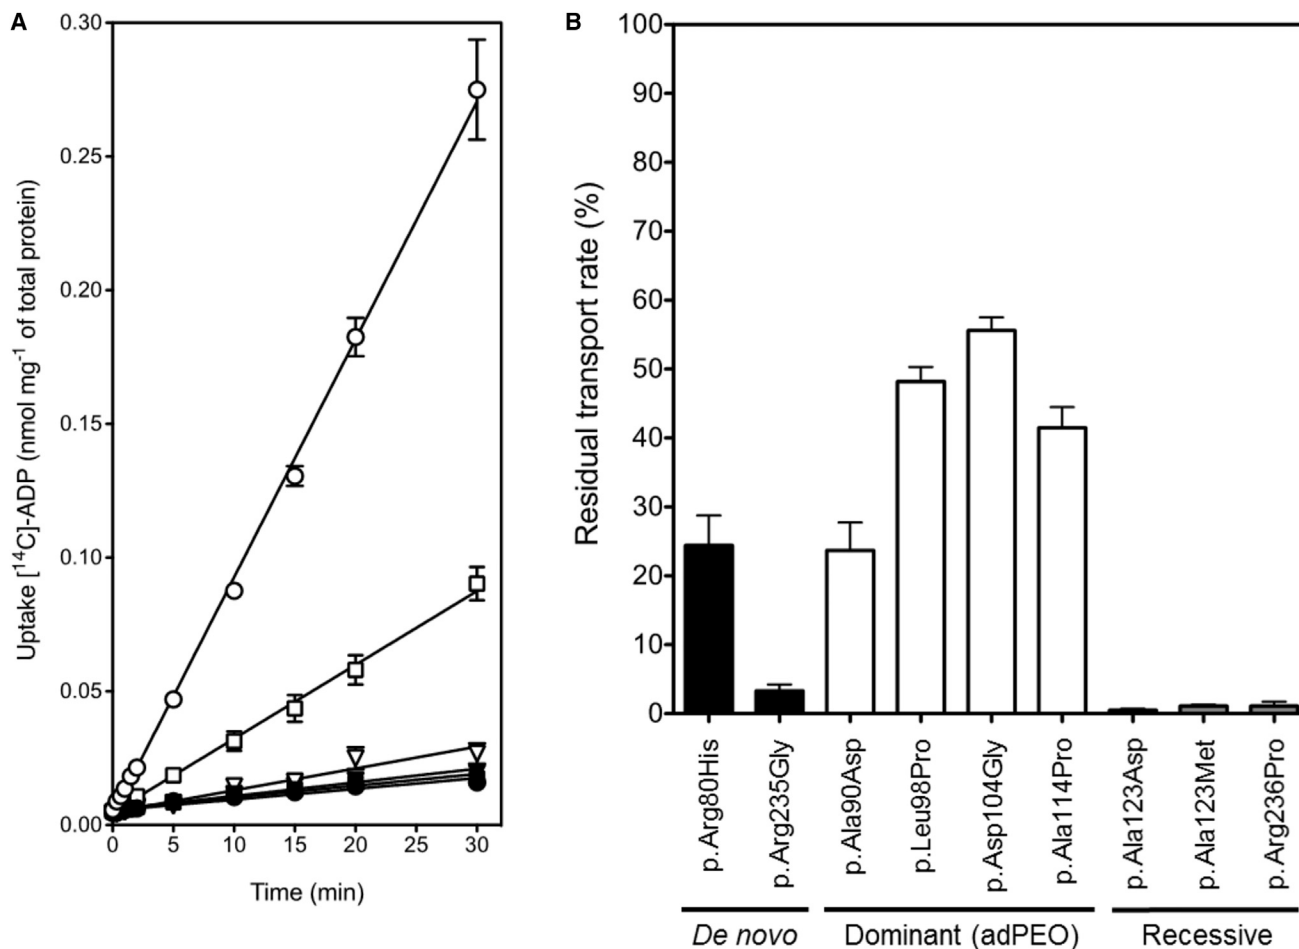 A
Uptake [¹⁴C]-ADP (nmol mg⁻¹ of total protein)
0.30
0.25
0.20
0.15
0.10
0.05
0.00
0
5
10
15
20
25
30
Time (min)
B
Residual transport rate (%)
100
90
80
70
60
50
40
30
20
10
0
p.Arg80His
p.Arg235Gly
p.Ala90Asp
p.Leu98Pro
p.Asp104Gly
p.Ala114Pro
p.Ala123Asp
p.Ala123Met
p.Arg236Pro
De novo
Dominant (adPEO)
Recessive